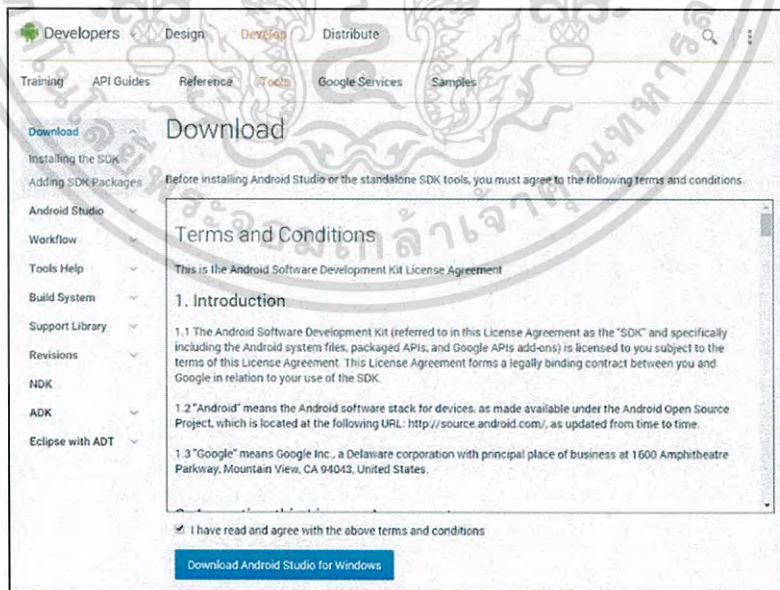 Developers
Design
Develop
Distribute
Training
API Guides
Reference
Tools
Google Services
Samples
Download
Installing the SDK
Adding SDK Packages
Android Studio
Workflow
Tools Help
Build System
Support Library
Revisions
NDK
ADK
Eclipse with ADT
Download
Before installing Android Studio or the standalone SDK tools, you must agree to the following terms and conditions.
Terms and Conditions
This is the Android Software Development Kit License Agreement
1. Introduction
1.1 The Android Software Development Kit (referred to in this License Agreement as the "SDK" and specifically
including the Android system files, packaged APIs, and Google APIs add-ons) is licensed to you subject to the
terms of this License Agreement. This License Agreement forms a legally binding contract between you and
Google in relation to your use of the SDK.
1.2 "Android" means the Android software stack for devices, as made available under the Android Open Source
Project, which is located at the following URL: http://source.android.com/, as updated from time to time.
1.3 "Google" means Google Inc., a Delaware corporation with principal place of business at 1600 Amphitheatre
Parkway, Mountain View, CA 94043, United States.
I have read and agree with the above terms and conditions
Download Android Studio for Windows